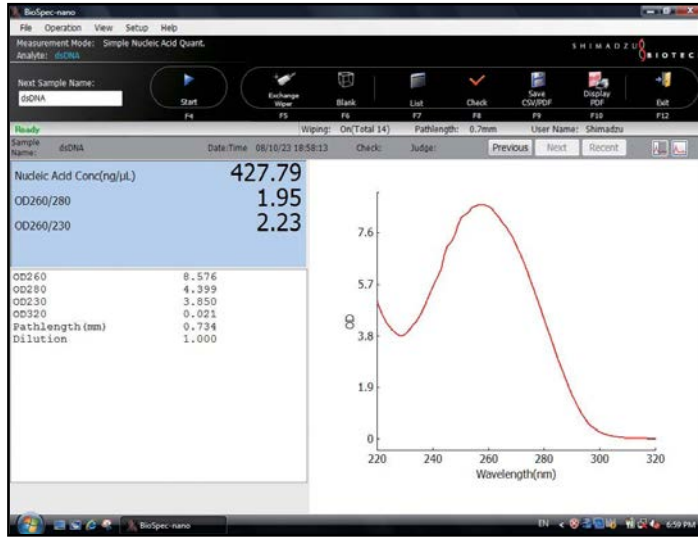 BioSpec-nano
File Operation View Setup Help
Measurement Mode: Simple Nucleic Acid Quant.
Analyte: dsDNA
SHIMADZU
BIOTEC
Next Sample Name:
dsDNA
Start
F4
Exchange Wiper
F5
Blank
F6
List
F7
Check
F8
Save CSV/PDF
F9
Display PDF
F10
Exit
F12
Ready Wiping: On(Total 14) Pathlength: 0.7mm User Name: Shimadzu
Sample Name: dsDNA Date:Time 08/10/23 18:58:13 Check: Judge: Previous Next Recent
Nucleic Acid Conc(ng/µL) 427.79
OD260/280 1.95
OD260/230 2.23
OD260 8.576
OD280 4.399
OD230 3.850
OD320 0.021
Pathlength(mm) 0.734
Dilution 1.000
7.6
5.7
3.8
1.9
0
OD
220 240 260 280 300 320
Wavelength(nm)
BioSpec-nano
EN
6:59 PM